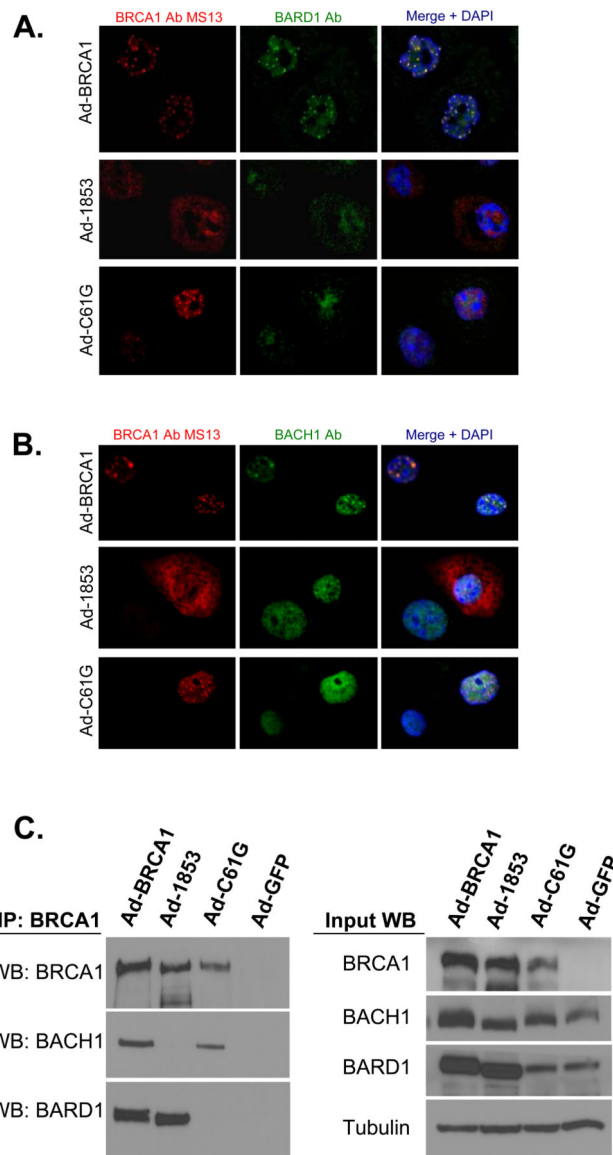 A.
BRCA1 Ab MS13 BARD1 Ab Merge + DAPI
Ad-BRCA1
Ad-1853
Ad-C61G
B.
BRCA1 Ab MS13 BACH1 Ab Merge + DAPI
Ad-BRCA1
Ad-1853
Ad-C61G
C.
Ad-BRCA1 Ad-1853 Ad-C61G Ad-GFP
IP: BRCA1
WB: BRCA1
WB: BACH1
WB: BARD1
Ad-BRCA1 Ad-1853 Ad-C61G Ad-GFP
Input WB
BRCA1
BACH1
BARD1
Tubulin